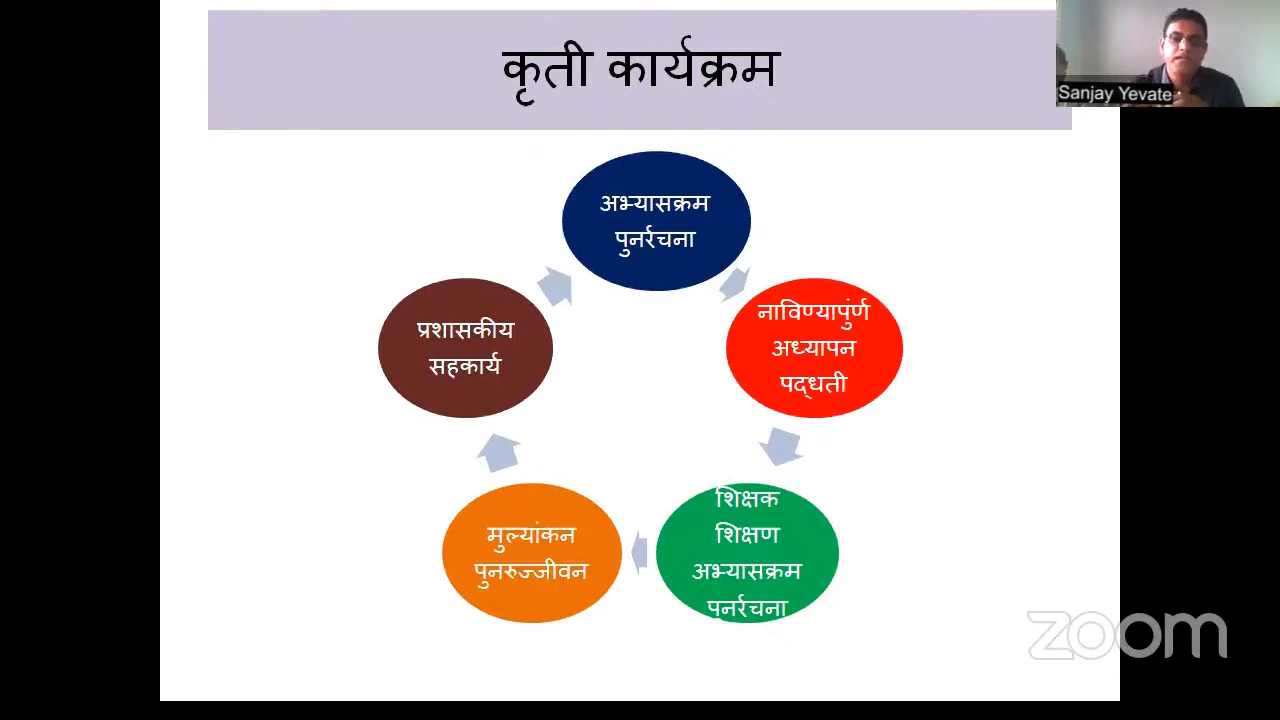 कृती कार्यक्रम
Sanjay Yevate
अभ्यासक्रम
पुनर्रचना
नाविण्यापुंर्ण
अध्यापन
पद्धती
शिक्षक
शिक्षण
अभ्यासक्रम
पुनर्रचना
मुल्यांकन
पुनरुज्जीवन
प्रशासकीय
सहकार्य
zoom